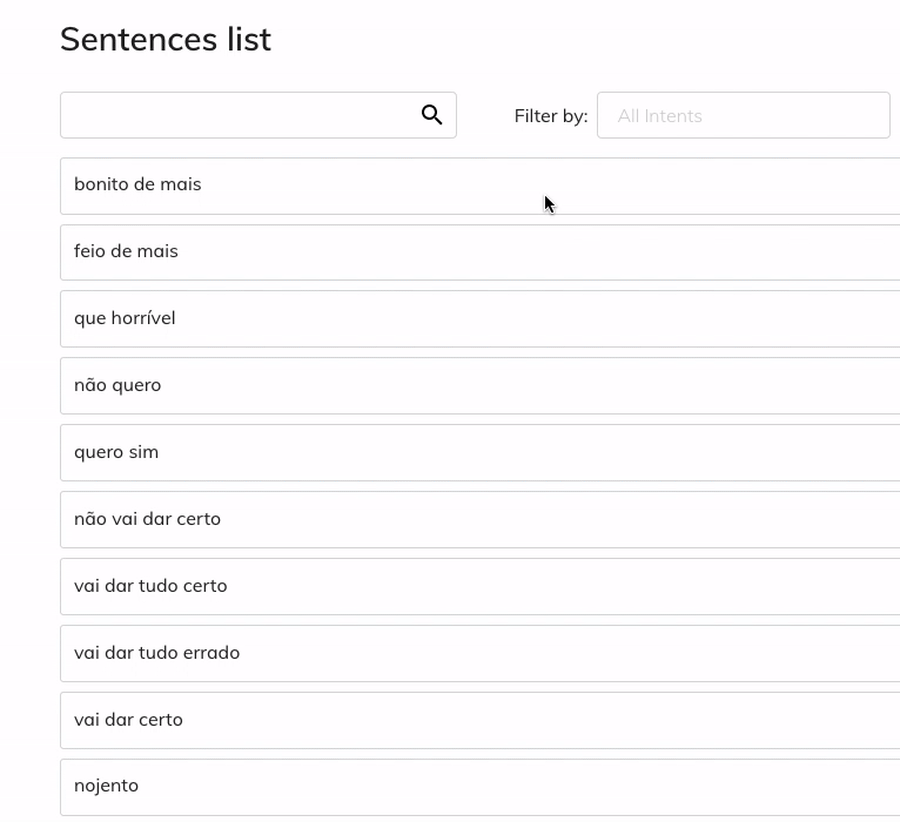 Sentences list
Filter by: All Intents
bonito de mais
feio de mais
que horrível
não quero
quero sim
não vai dar certo
vai dar tudo certo
vai dar tudo errado
vai dar certo
nojento